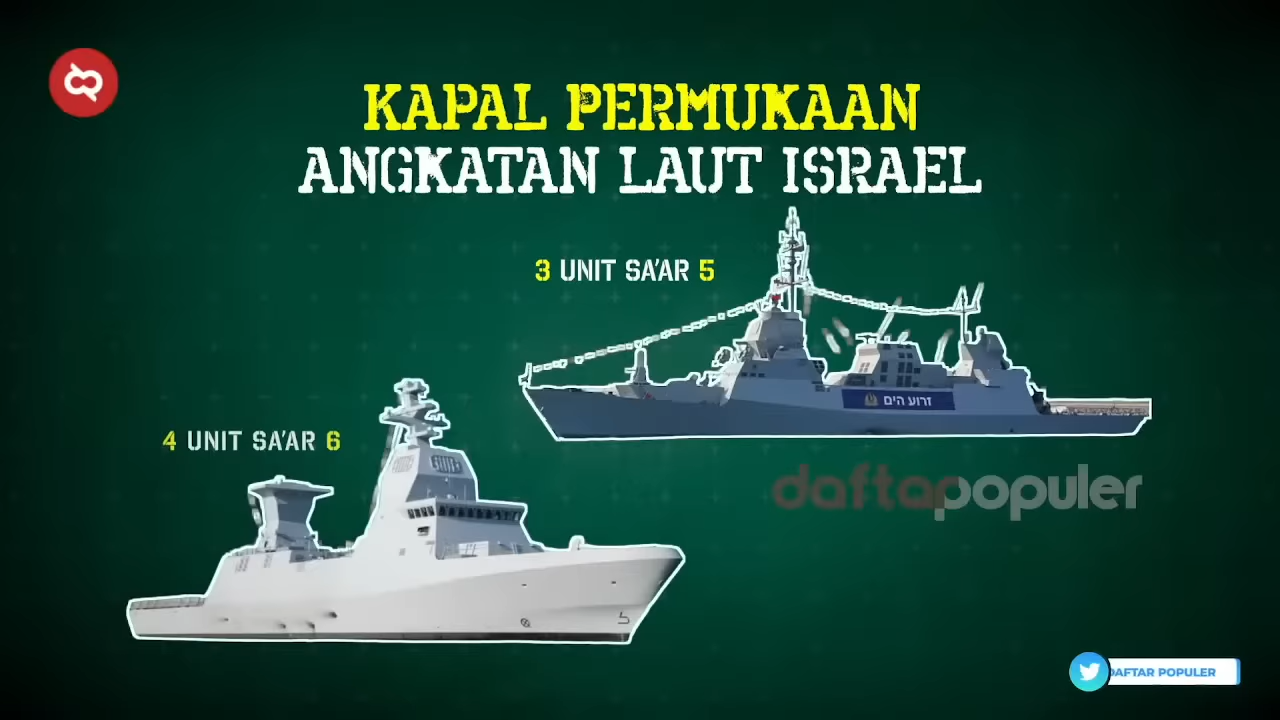 KAPAL PERMUKAAN
ANGKATAN LAUT ISRAEL
3 UNIT SA'AR 5
זרוע הים
4 UNIT SA'AR 6
daftarpopuler
DAFTAR POPULER